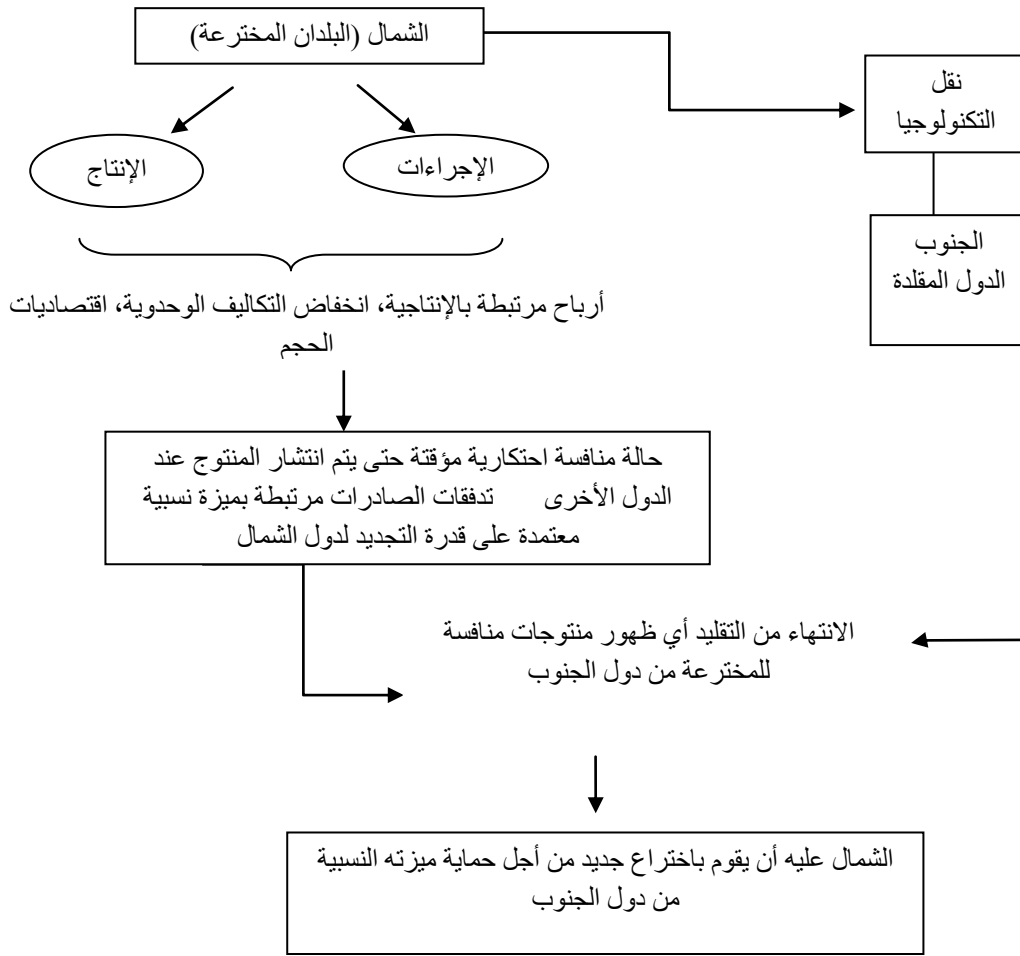 الشمال (البلدان المخترعة)
نقل
التكنولوجيا
الإجراءات
الإنتاج
الجنوب
الدول المقلدة
أرباح مرتبطة بالإنتاجية، انخفاض التكاليف الوحدوية، اقتصاديات
الحجم
حالة منافسة احتكارية مؤقتة حتى يتم انتشار المنتوج عند
الدول الأخرى تدفقات الصادرات مرتبطة بميزة نسبية
معتمدة على قدرة التجديد لدول الشمال
الانتهاء من التقليد أي ظهور منتوجات منافسة
للمخترعة من دول الجنوب
الشمال عليه أن يقوم باختراع جديد من أجل حماية ميزته النسبية
من دول الجنوب